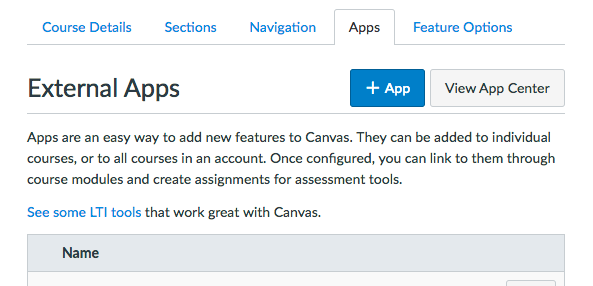 Course Details Sections Navigation Apps Feature Options
External Apps + App View App Center
Apps are an easy way to add new features to Canvas. They can be added to individual
courses, or to all courses in an account. Once configured, you can link to them through
course modules and create assignments for assessment tools.
See some LTI tools that work great with Canvas.
Name